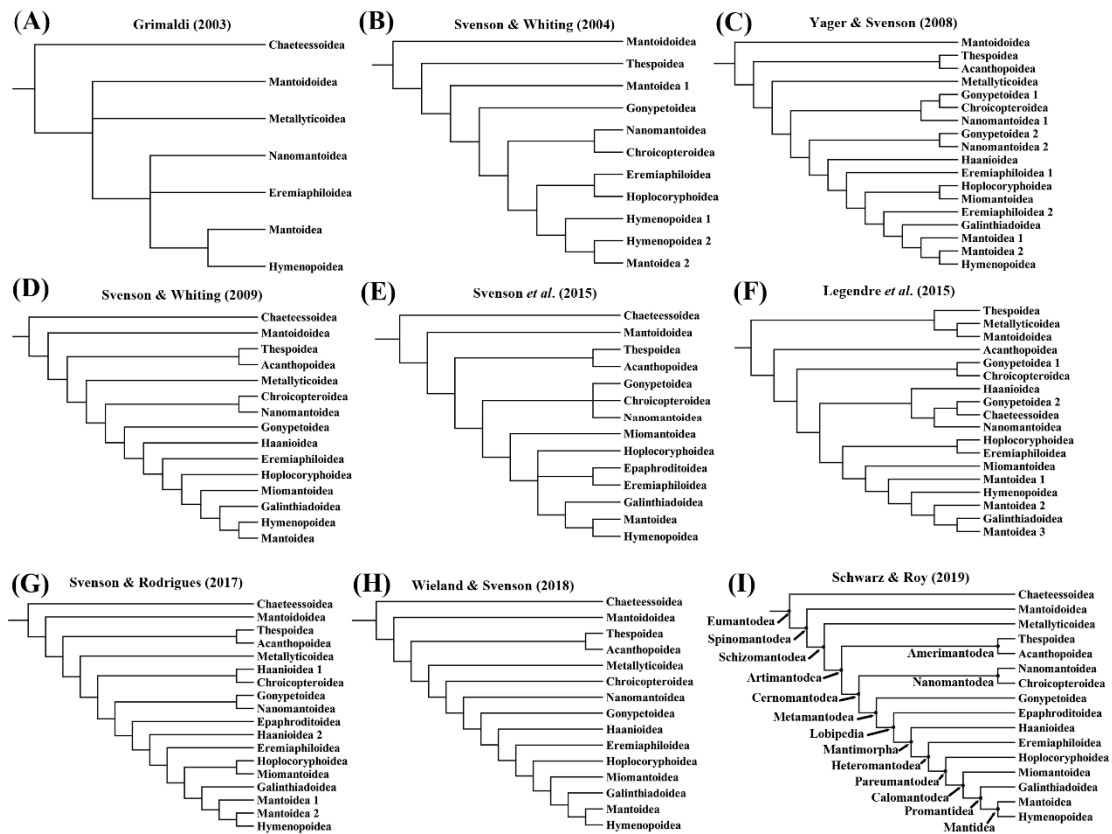 (A)
Grimaldi (2003)
Chaeteessoidea
Mantoidoidea
Metallyticoidea
Nanomantoidea
Eremiaphiloidea
Mantoidea
Hymenopoidea
(B)
Svenson & Whiting (2004)
Mantoidoidea
Thespoidea
Mantoidea 1
Gonypetoidea
Nanomantoidea
Chroicopteroidea
Eremiaphiloidea
Hoplocoryphoidea
Hymenopoidea 1
Hymenopoidea 2
Mantoidea 2
(C)
Yager & Svenson (2008)
Mantoidoidea
Thespoidea
Acanthopoidea
Metallyticoidea
Gonypetoidea 1
Chroicopteroidea
Nanomantoidea 1
Gonypetoidea 2
Nanomantoidea 2
Haanioidea
Eremiaphiloidea 1
Hoplocoryphoidea
Miomantoidea
Eremiaphiloidea 2
Galinthiadoidea
Mantoidea 1
Mantoidea 2
Hymenopoidea
(D)
Svenson & Whiting (2009)
Chaeteessoidea
Mantoidoidea
Thespoidea
Acanthopoidea
Metallyticoidea
Chroicopteroidea
Nanomantoidea
Gonypetoidea
Haanioidea
Eremiaphiloidea
Hoplocoryphoidea
Miomantoidea
Galinthiadoidea
Hymenopoidea
Mantoidea
(E)
Svenson et al. (2015)
Chaeteessoidea
Mantoidoidea
Thespoidea
Acanthopoidea
Gonypetoidea
Chroicopteroidea
Nanomantoidea
Miomantoidea
Hoplocoryphoidea
Epaphroditoidea
Eremiaphiloidea
Galinthiadoidea
Mantoidea
Hymenopoidea
(F)
Legendre et al. (2015)
Thespoidea
Metallyticoidea
Mantoidoidea
Acanthopoidea
Gonypetoidea 1
Chroicopteroidea
Haanioidea
Gonypetoidea 2
Chaeteessoidea
Nanomantoidea
Hoplocoryphoidea
Eremiaphiloidea
Miomantoidea
Mantoidea 1
Hymenopoidea
Mantoidea 2
Galinthiadoidea
Mantoidea 3
(G)
Svenson & Rodrigues (2017)
Chaeteessoidea
Mantoidoidea
Thespoidea
Acanthopoidea
Metallyticoidea
Haanioidea 1
Chroicopteroidea
Gonypetoidea
Nanomantoidea
Epaphroditoidea
Haanioidea 2
Eremiaphiloidea
Hoplocoryphoidea
Miomantoidea
Galinthiadoidea
Mantoidea 1
Mantoidea 2
Hymenopoidea
(H)
Wieland & Svenson (2018)
Chaeteessoidea
Mantoidoidea
Thespoidea
Acanthopoidea
Metallyticoidea
Chroicopteroidea
Nanomantoidea
Gonypetoidea
Haanioidea
Eremiaphiloidea
Hoplocoryphoidea
Miomantoidea
Galinthiadoidea
Mantoidea
Hymenopoidea
(I)
Schwarz & Roy (2019)
Chaeteessoidea
Mantoidoidea
Metallyticoidea
Thespoidea
Acanthopoidea
Nanomantoidea
Chroicopteroidea
Gonypetoidea
Epaphroditoidea
Haanioidea
Eremiaphiloidea
Hoplocoryphoidea
Miomantoidea
Galinthiadoidea
Mantoidea
Hymenopoidea
Eumantodea
Spinomantodea
Schizomantodea
Amerimantodea
Artimantodea
Nanomantodea
Cernomantodea
Metamantodea
Lobipedia
Mantimorpha
Heteromantodea
Pareumantodea
Calomantodea
Promantidea
Mantidea